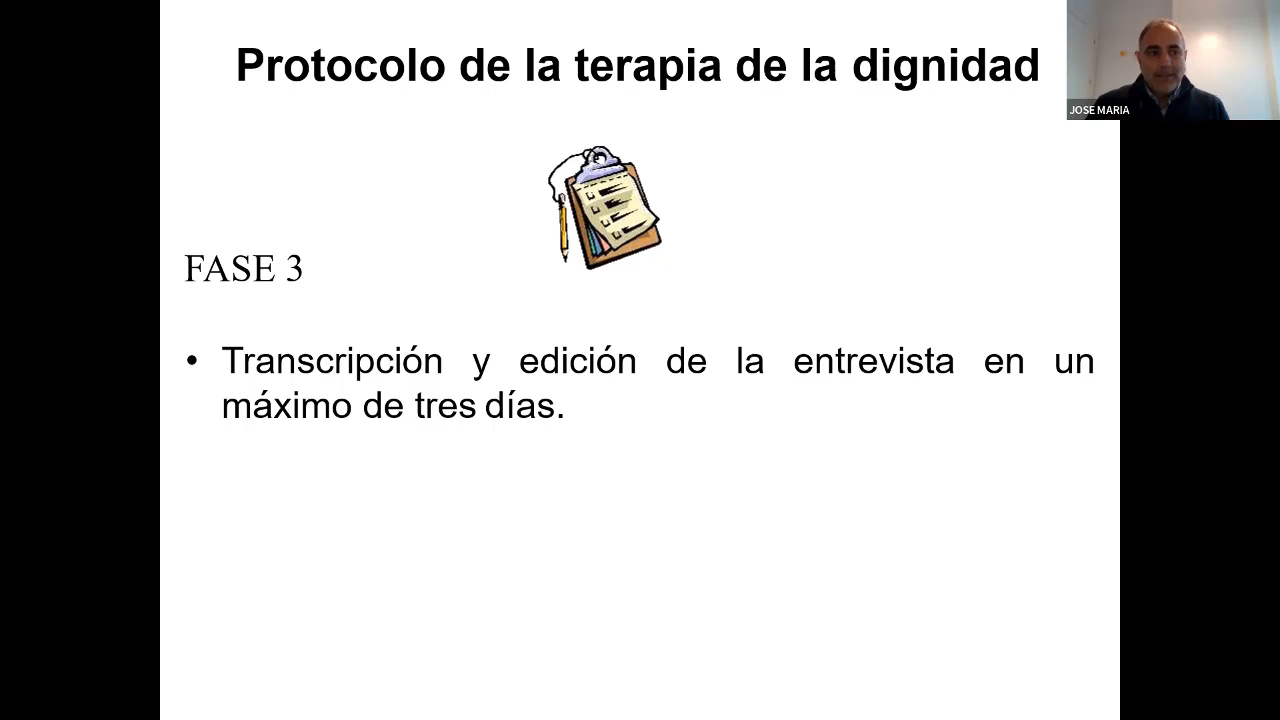 Protocolo de la terapia de la dignidad
JOSE MARIA
FASE 3
• Transcripción y edición de la entrevista en un
máximo de tres días.